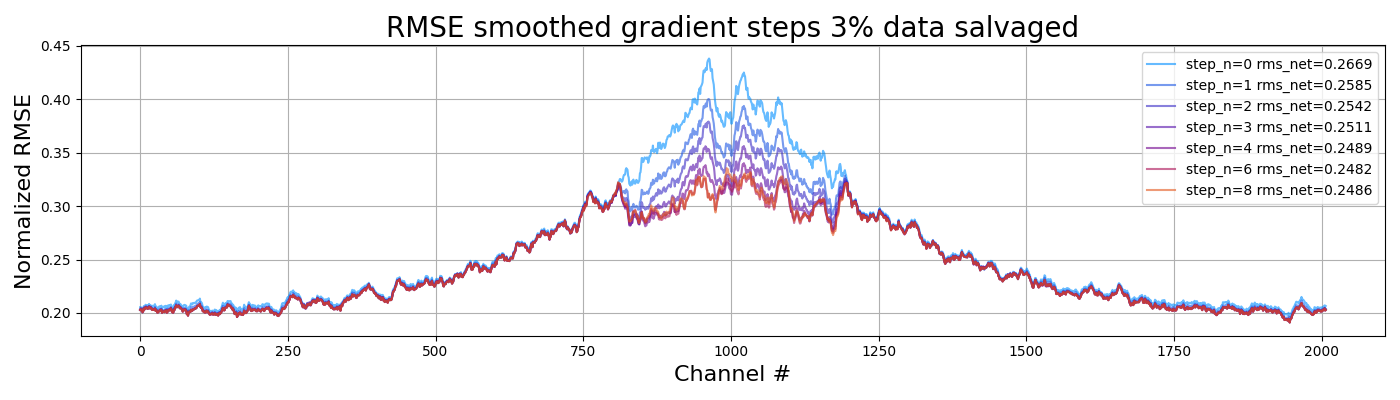 RMSE smoothed gradient steps 3% data salvaged
Normalized RMSE
0.45
0.40
0.35
0.30
0.25
0.20
step_n=0 rms_net=0.2669
step_n=1 rms_net=0.2585
step_n=2 rms_net=0.2542
step_n=3 rms_net=0.2511
step_n=4 rms_net=0.2489
step_n=6 rms_net=0.2482
step_n=8 rms_net=0.2486
0 250 500 750 1000 1250 1500 1750 2000
Channel #